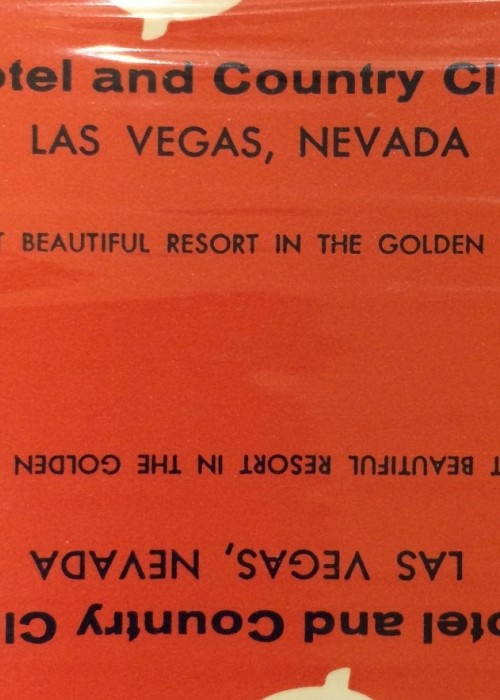 otel and Country Cl
LAS VEGAS, NEVADA
T BEAUTIFUL RESORT IN THE GOLDEN
T BEAUTIFUL RESORT IN THE GOLDEN
LAS VEGAS, NEVADA
otel and Country Cl